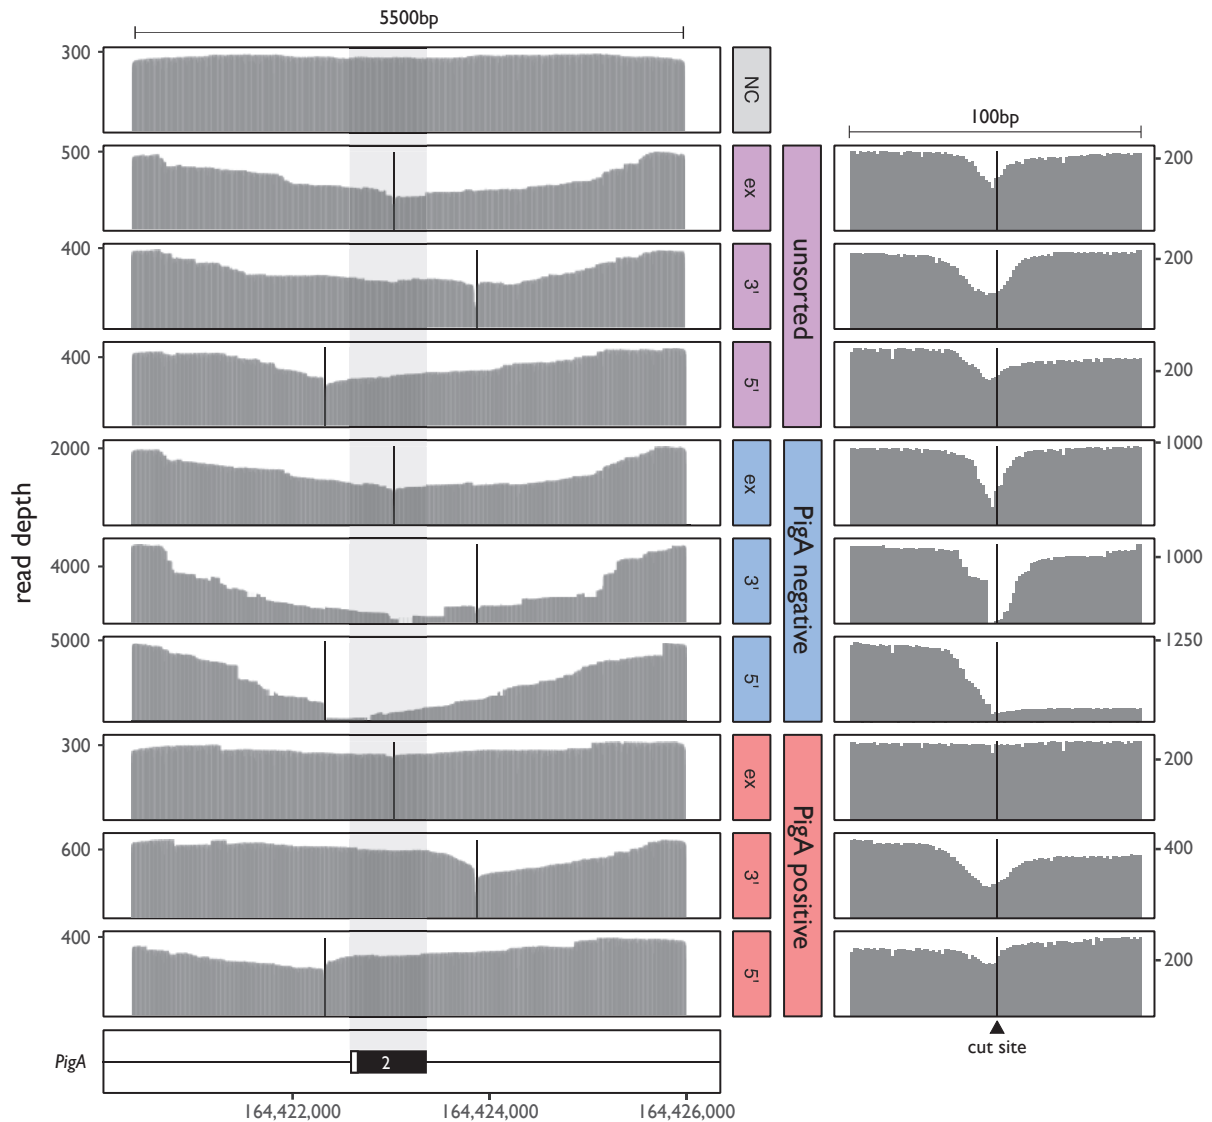 5500bp
300
NC
100bp
500
ex
200
400
3'
200
unsorted
400
5'
200
2000
ex
1000
read depth
4000
3'
1000
PigA negative
5000
5'
1250
300
ex
200
600
3'
400
PigA positive
400
5'
200
cut site
PigA
2
164,422,000
164,424,000
164,426,000